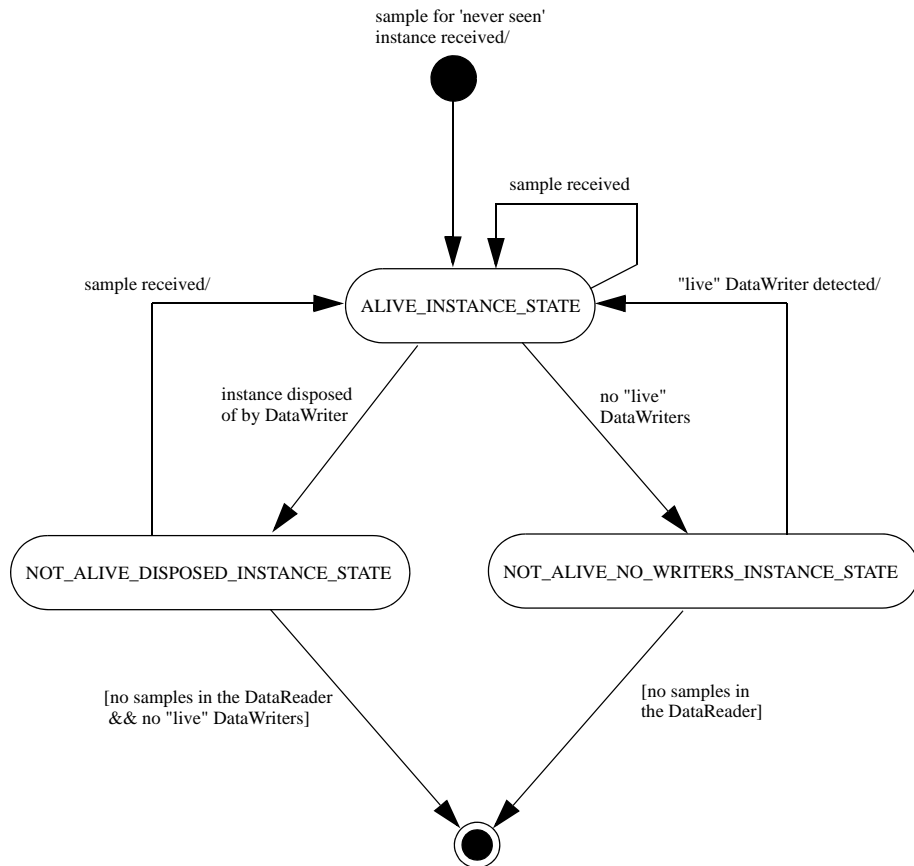 sample for 'never seen'
instance received/
sample received
sample received/
"live" DataWriter detected/
ALIVE_INSTANCE_STATE
instance disposed
of by DataWriter
no "live"
DataWriters
NOT_ALIVE_DISPOSED_INSTANCE_STATE
NOT_ALIVE_NO_WRITERS_INSTANCE_STATE
[no samples in the DataReader
&& no "live" DataWriters]
[no samples in
the DataReader]